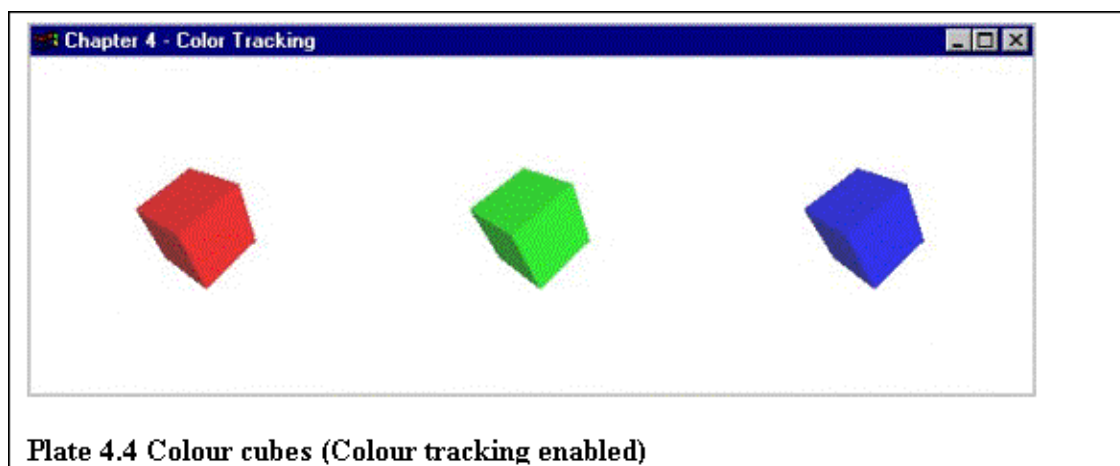 Chapter 4 - Color Tracking
Plate 4.4 Colour cubes (Colour tracking enabled)